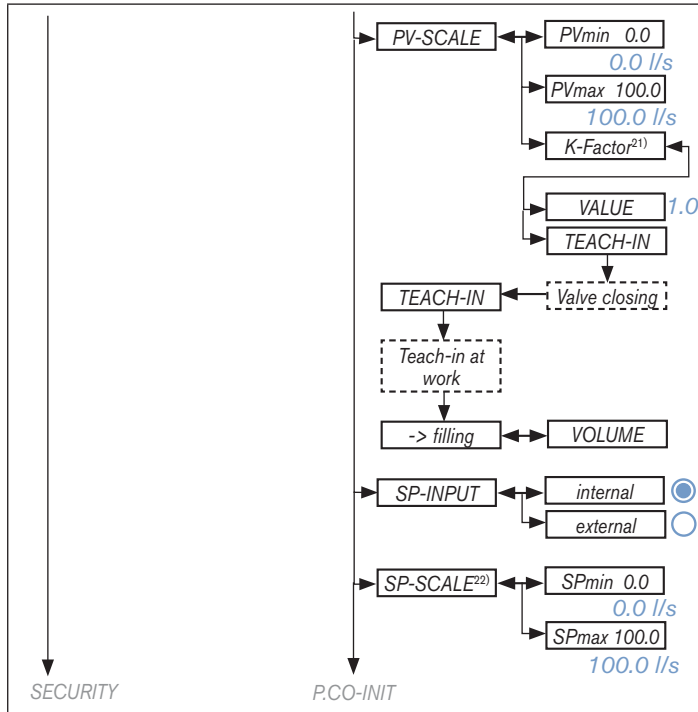 PV-SCALE
PVmin 0.0
0.0 l/s
PVmax 100.0
100.0 l/s
K-Factor21)
VALUE
1.0
TEACH-IN
TEACH-IN
Valve closing
Teach-in at
work
-> filling
VOLUME
SP-INPUT
internal
external
SP-SCALE22)
SPmin 0.0
0.0 l/s
SPmax 100.0
100.0 l/s
SECURITY
P.CO-INIT